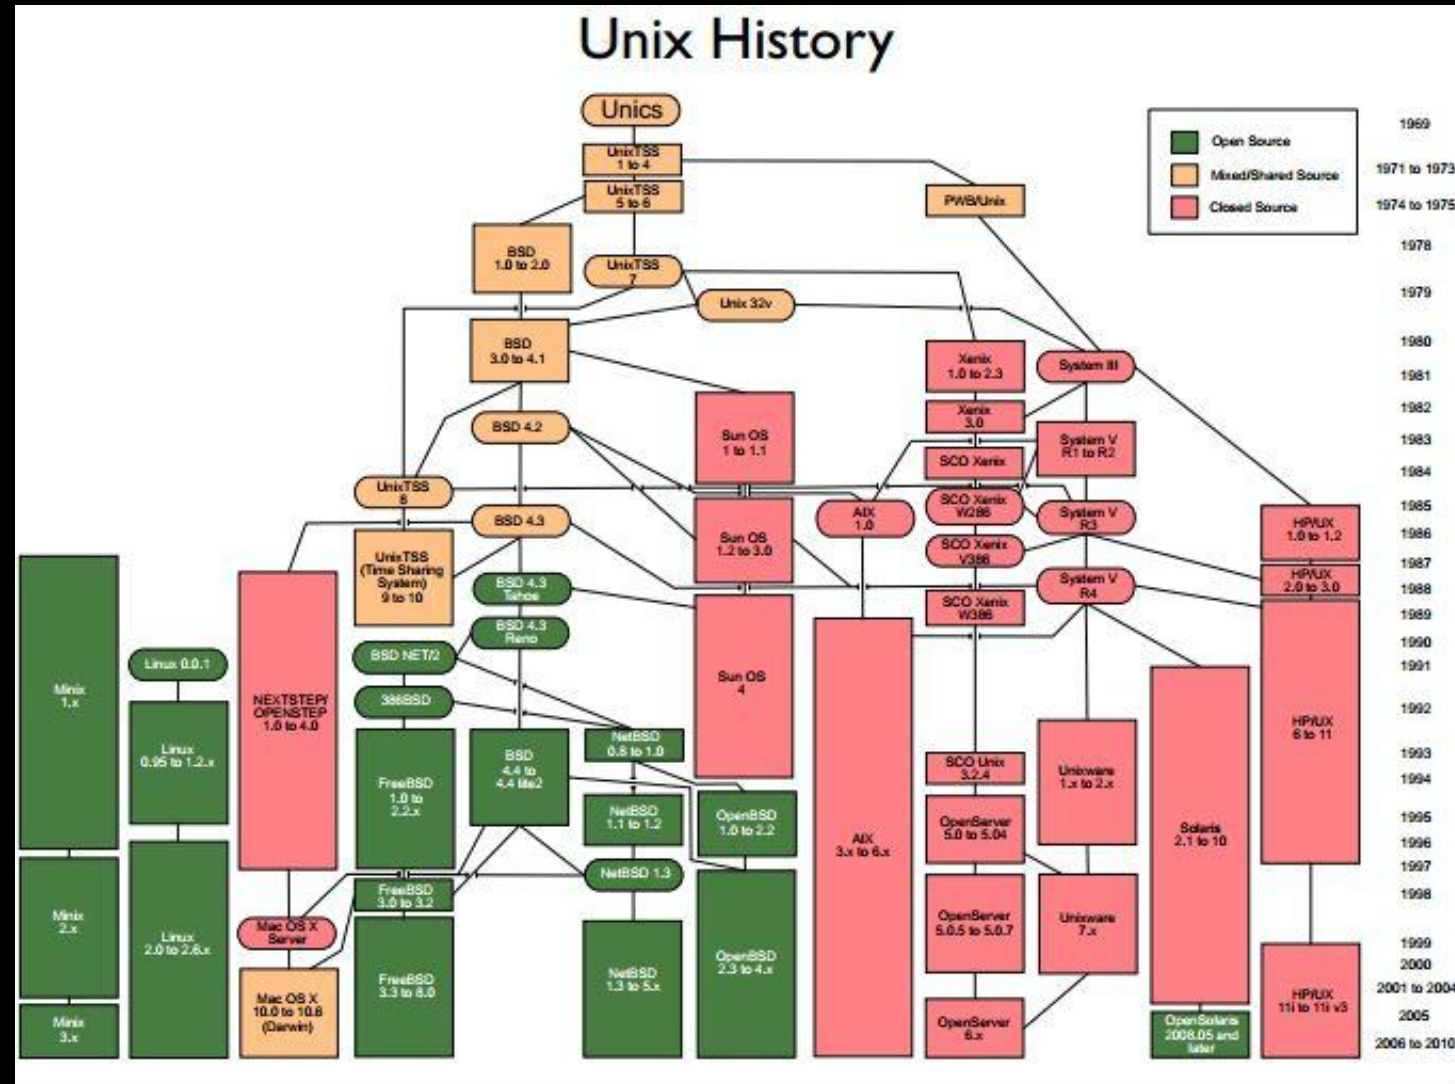 Unix History
Unics
UnixTSS
1 to 4
UnixTSS
5 to 6
PWB/Unix
BSD
1.0 to 2.0
UnixTSS
7
Unix 32v
BSD
3.0 to 4.1
Xenix
1.0 to 2.3
System III
Xenix
3.0
Sun OS
1 to 1.1
BSD 4.2
System V
R1 to R2
SCO Xenix
UnixTSS
8
SCO Xenix
W286
AIX
1.0
System V
R3
BSD 4.3
HP/UX
1.0 to 1.2
Sun OS
1.2 to 3.0
SCO Xenix
V386
UnixTSS
(Time Sharing
System)
9 to 10
BSD 4.3
Tahoe
System V
R4
HP/UX
2.0 to 3.0
SCO Xenix
W386
BSD 4.3
Reno
BSD NET/2
Linux 0.0.1
Minix
1.x
NEXTSTEP/
OPENSTEP
1.0 to 4.0
386BSD
Sun OS
4
HP/UX
6 to 11
Linux
0.95 to 1.2.x
FreeBSD
1.0 to
2.2.x
BSD
4.4 to
4.4 lite2
NetBSD
0.8 to 1.0
SCO Unix
3.2.4
Unixware
1.x to 2.x
NetBSD
1.1 to 1.2
OpenBSD
1.0 to 2.2
AIX
3.x to 6.x
OpenServer
5.0 to 5.04
Solaris
2.1 to 10
NetBSD 1.3
FreeBSD
3.0 to 3.2
Minix
2.x
Linux
2.0 to 2.6.x
Mac OS X
Server
OpenServer
5.0.5 to 5.0.7
Unixware
7.x
FreeBSD
3.3 to 8.0
NetBSD
1.3 to 5.x
OpenBSD
2.3 to 4.x
Mac OS X
10.0 to 10.6
(Darwin)
Minix
3.x
OpenServer
6.x
OpenSolaris
2008.05 and
later
HP/UX
11i to 11i v3
Open Source
Mixed/Shared Source
Closed Source
1969
1971 to 1973
1974 to 1975
1978
1979
1980
1981
1982
1983
1984
1985
1986
1987
1988
1989
1990
1991
1992
1993
1994
1995
1996
1997
1998
1999
2000
2001 to 2004
2005
2006 to 2010